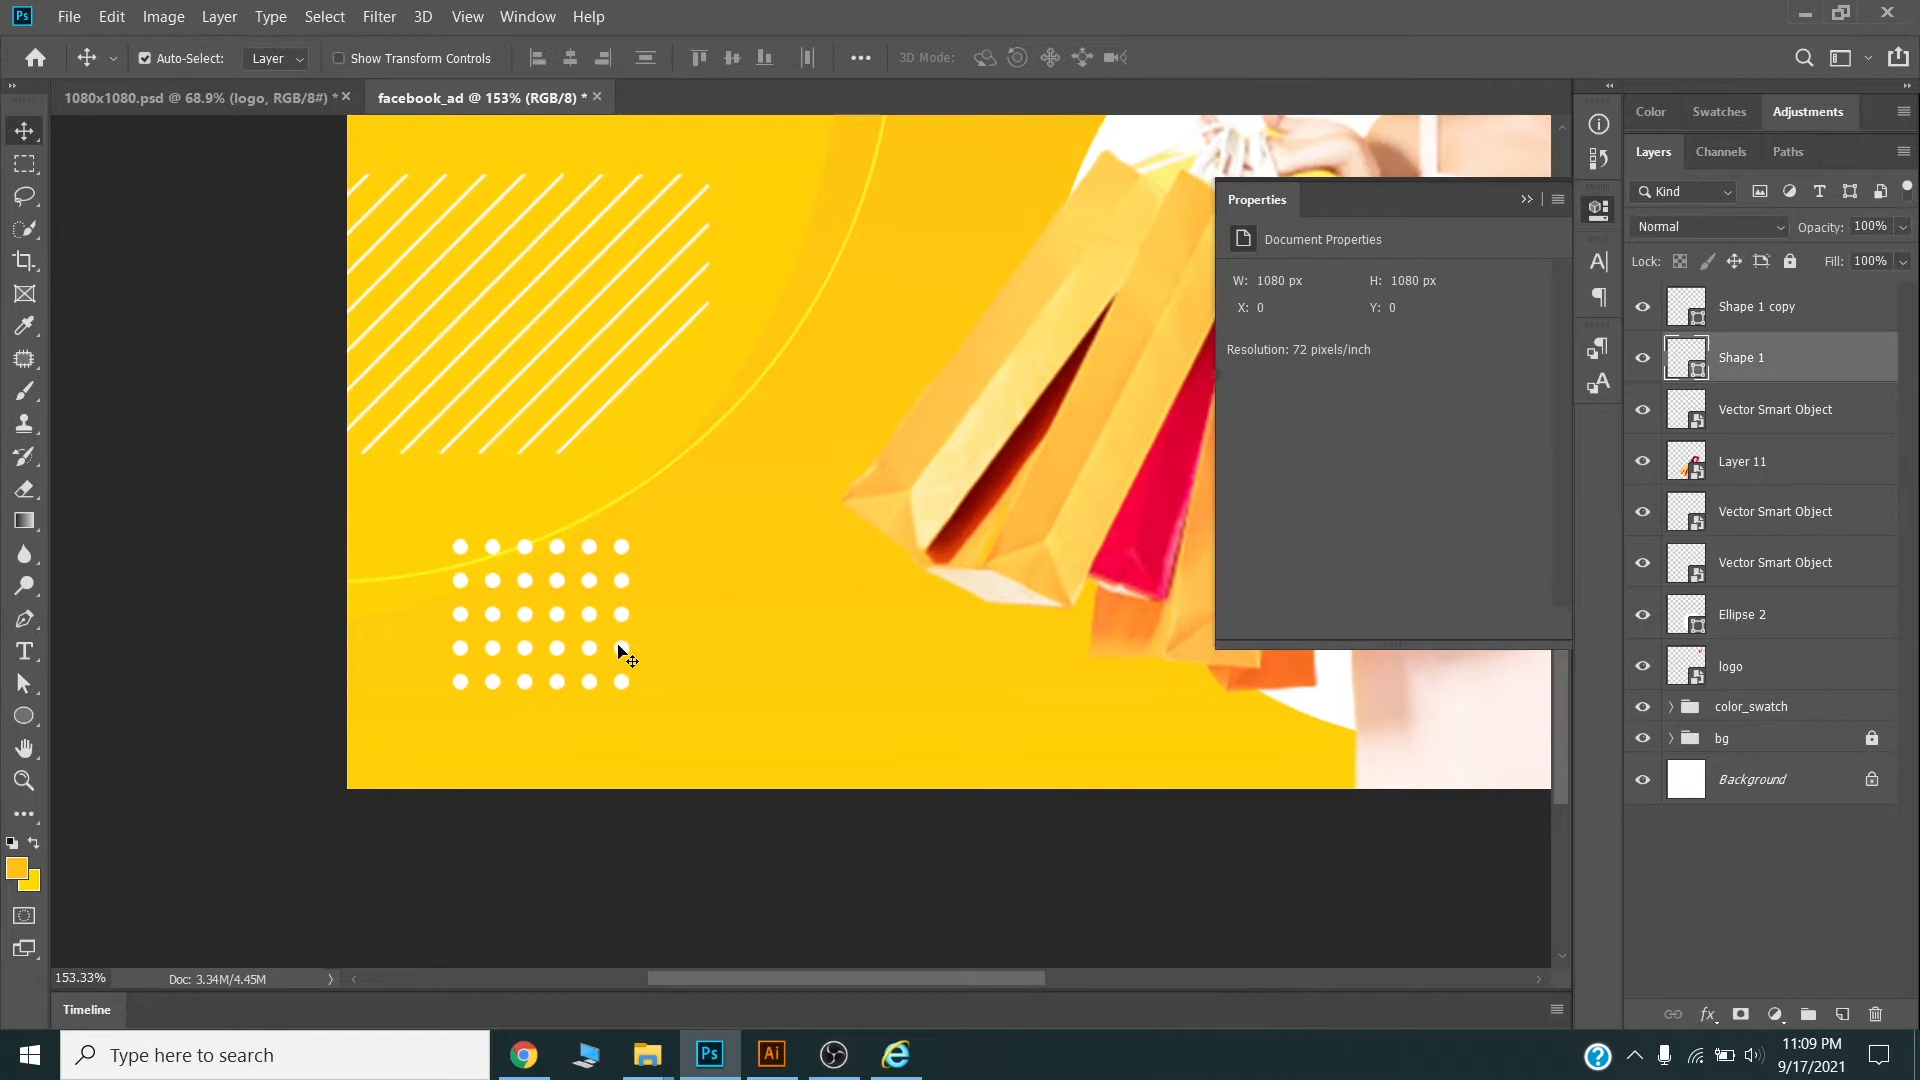 Ps File Edit Image Layer Type Select Filter 3D View Window Help
Auto-Select: Layer Show Transform Controls 3D Mode:
1080x1080.psd @ 68.9% (logo, RGB/8#) * facebook_ad @ 153% (RGB/8) *
Color Swatches Adjustments
Layers Channels Paths
Kind
Normal Opacity: 100%
Lock: Fill: 100%
Properties
Document Properties
W: 1080 px H: 1080 px
X: 0 Y: 0
Resolution: 72 pixels/inch
Shape 1 copy
Shape 1
Vector Smart Object
Layer 11
Vector Smart Object
Vector Smart Object
Ellipse 2
logo
color_swatch
bg
Background
153.33% Doc: 3.34M/4.45M
Timeline
Type here to search
Ps Ai
11:09 PM
9/17/2021